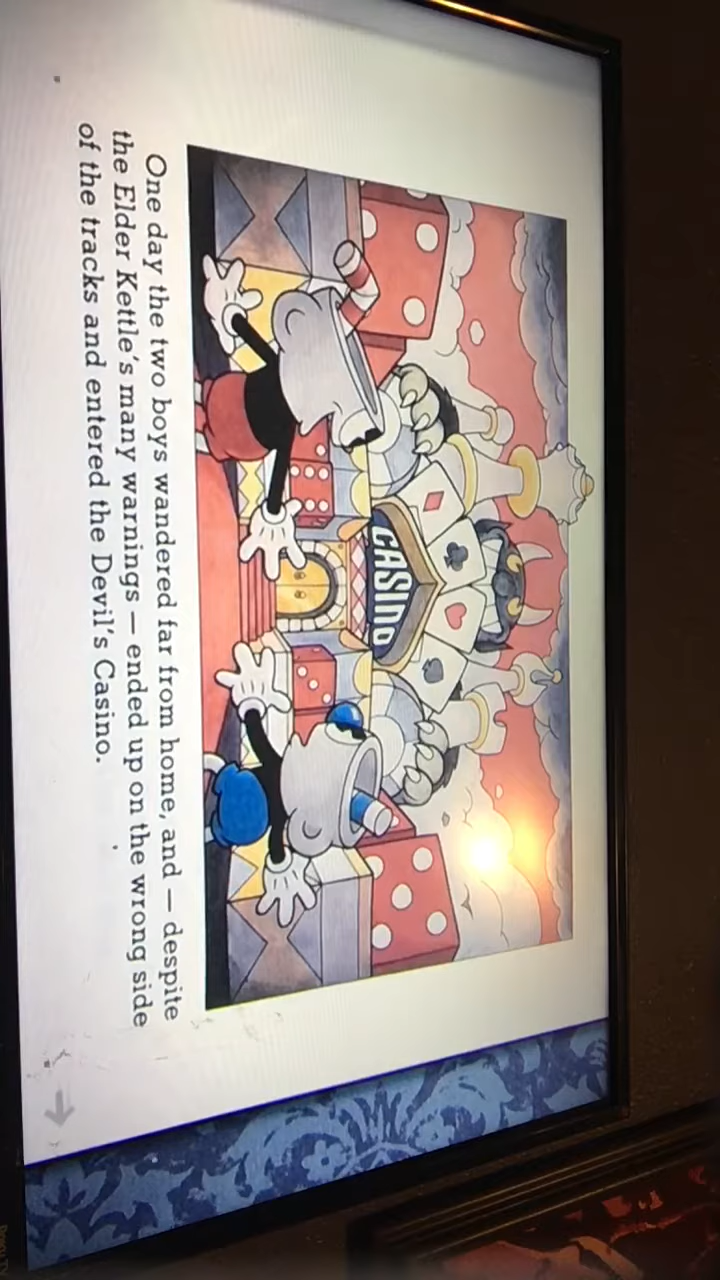 CASINO
One day the two boys wandered far from home, and — despite
the Elder Kettle's many warnings — ended up on the wrong side
of the tracks and entered the Devil's Casino.